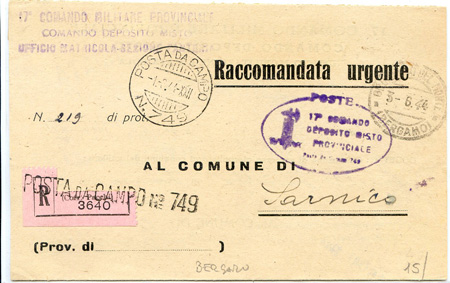 17° COMANDO MILITARE PROVINCIALE
COMANDO DEPOSITO MISTO
UFFICIO MATRICOLA-
POSTA DA CAMPO
N. 749
Raccomandata urgente
N. 219 di prot.
POSTE
17° COMANDO
DEPOSITO MISTO
PROVINCIALE
(BERGAMO)
AL COMUNE DI
Sarnico
POSTA DA CAMPO No 749
R
3640
(Prov. di )
15/